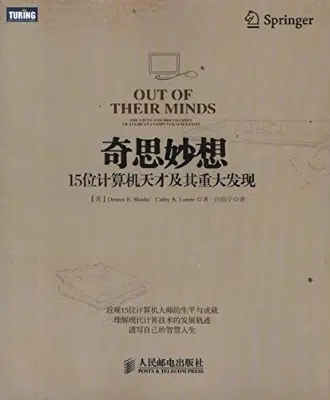 TURING
Springer
OUT OF
THEIR MINDS
THE LIVES AND DISCOVERIES
OF 15 GREAT COMPUTER SCIENTISTS
奇思妙想
15位计算机天才及其重大发现
[美] Dennis E. Shasha Cathy A. Lazere 著 向怡宁 译
近观15位计算机大师的生平与成就
理解现代计算技术的发展轨迹
谱写自己的智慧人生
人民邮电出版社
POSTS & TELECOM PRESS